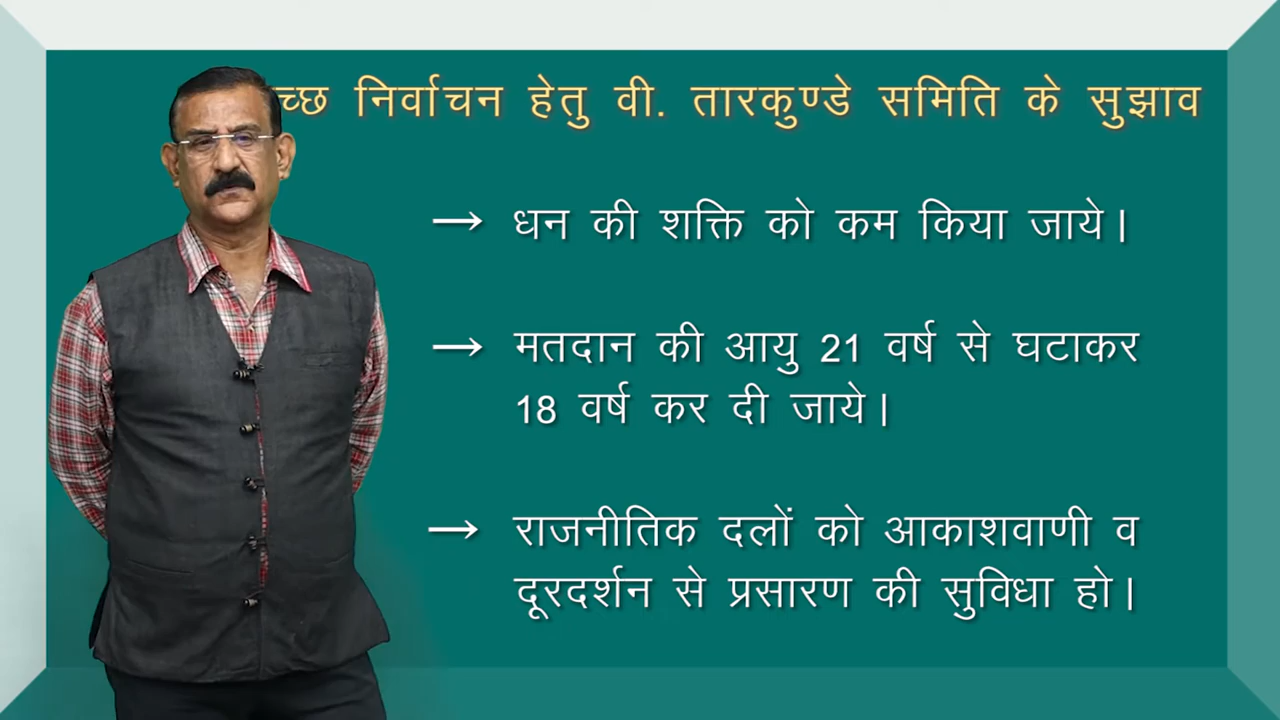 निर्वाचन हेतु वी. तारकुण्डे समिति के सुझाव
→ धन की शक्ति को कम किया जाये।
→ मतदान की आयु 21 वर्ष से घटाकर
18 वर्ष कर दी जाये।
→ राजनीतिक दलों को आकाशवाणी व
दूरदर्शन से प्रसारण की सुविधा हो।